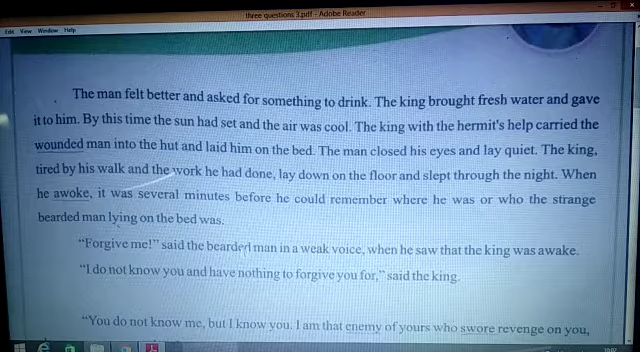 three questions 3.pdf - Adobe Reader
Edit View Window Help
The man felt better and asked for something to drink. The king brought fresh water and gave
it to him. By this time the sun had set and the air was cool. The king with the hermit's help carried the
wounded man into the hut and laid him on the bed. The man closed his eyes and lay quiet. The king,
tired by his walk and the work he had done, lay down on the floor and slept through the night. When
he awoke, it was several minutes before he could remember where he was or who the strange
bearded man lying on the bed was.
"Forgive me!" said the bearded man in a weak voice, when he saw that the king was awake.
"I do not know you and have nothing to forgive you for," said the king.
"You do not know me, but I know you. I am that enemy of yours who swore revenge on you,